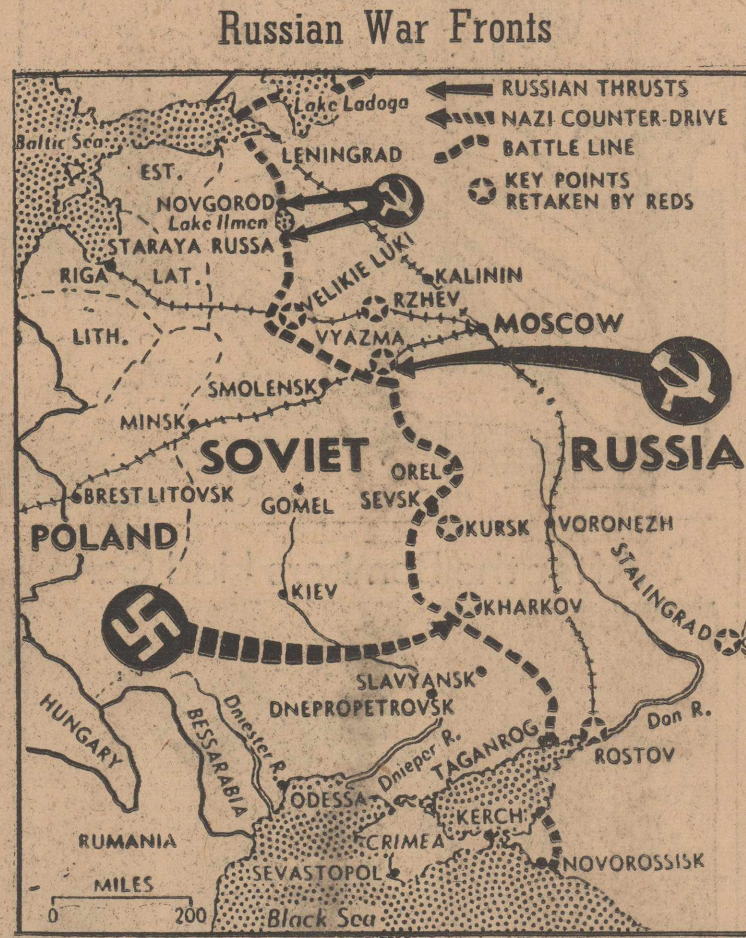 Russian War Fronts
Lake Ladoga
RUSSIAN THRUSTS
NAZI COUNTER-DRIVE
BATTLE LINE
KEY POINTS
RETAKEN BY REDS
Baltic Sea
LENINGRAD
EST.
NOVGOROD
Lake Ilmen
STARAYA RUSSA
RIGA
LAT.
VELIKIE LUKI
KALININ
RZHEV
LITH.
VYAZMA
MOSCOW
SMOLENSK
MINSK
SOVIET
RUSSIA
OREL
BREST LITOVSK
GOMEL
SEVSK
POLAND
KURSK
VORONEZH
STALINGRAD
KIEV
KHARKOV
SLAVYANSK
DNEPROPETROVSK
HUNGARY
BESSARABIA
Dniester R.
Dnieper R.
TAGANROG
Don R.
ROSTOV
ODESSA
KERCH
RUMANIA
CRIMEA
NOVOROSSISK
SEVASTOPOL
MILES
0 200
Black Sea